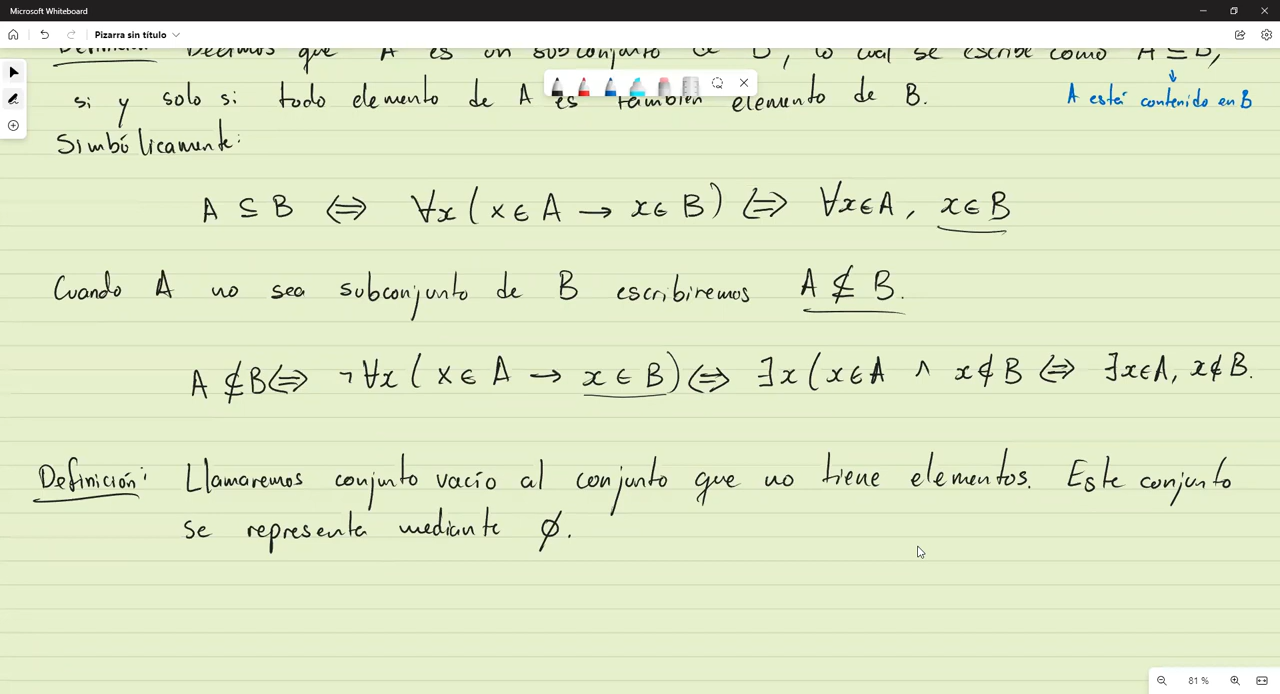 Microsoft Whiteboard
Pizarra sin título
Definición: Decimos que A es un subconjunto de B, lo cual se escribe como A ⊆ B,
si y solo si todo elemento de A es también elemento de B.
A está contenido en B
Simbólicamente:
A ⊆ B ⟺ ∀x (x ∈ A → x ∈ B) ⟺ ∀x∈A, x∈B
Cuando A no sea subconjunto de B escribiremos A ⊈ B.
A ⊈ B ⟺ ¬∀x (x ∈ A → x ∈ B) ⟺ ∃x (x∈A ∧ x∉B ⟺ ∃x∈A, x∉B.
Definición: Llamaremos conjunto vacío al conjunto que no tiene elementos. Este conjunto
se representa mediante ∅.
81 %